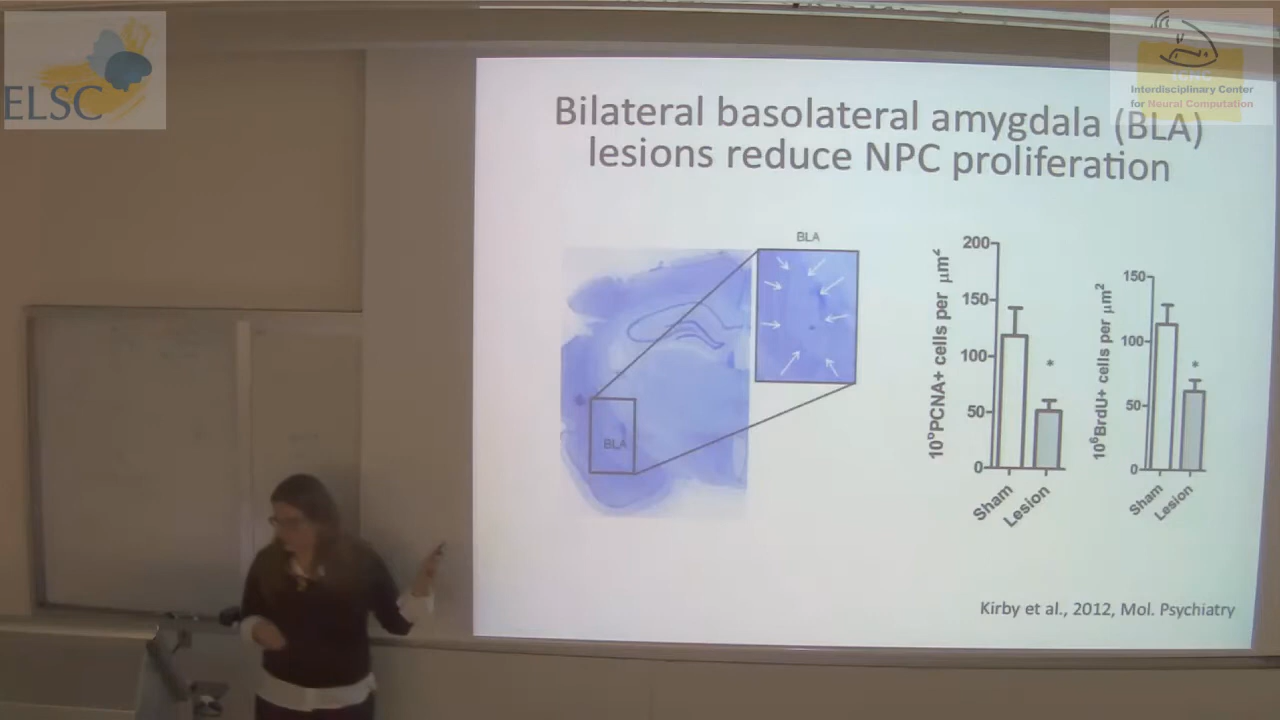 ELSC
ICNC
Interdisciplinary Center
for Neural Computation
Bilateral basolateral amygdala (BLA)
lesions reduce NPC proliferation
BLA
BLA
10⁶PCNA+ cells per μm²
200
150
100
50
0
Sham
Lesion
*
10⁶BrdU+ cells per μm²
150
100
50
0
Sham
Lesion
*
Kirby et al., 2012, Mol. Psychiatry